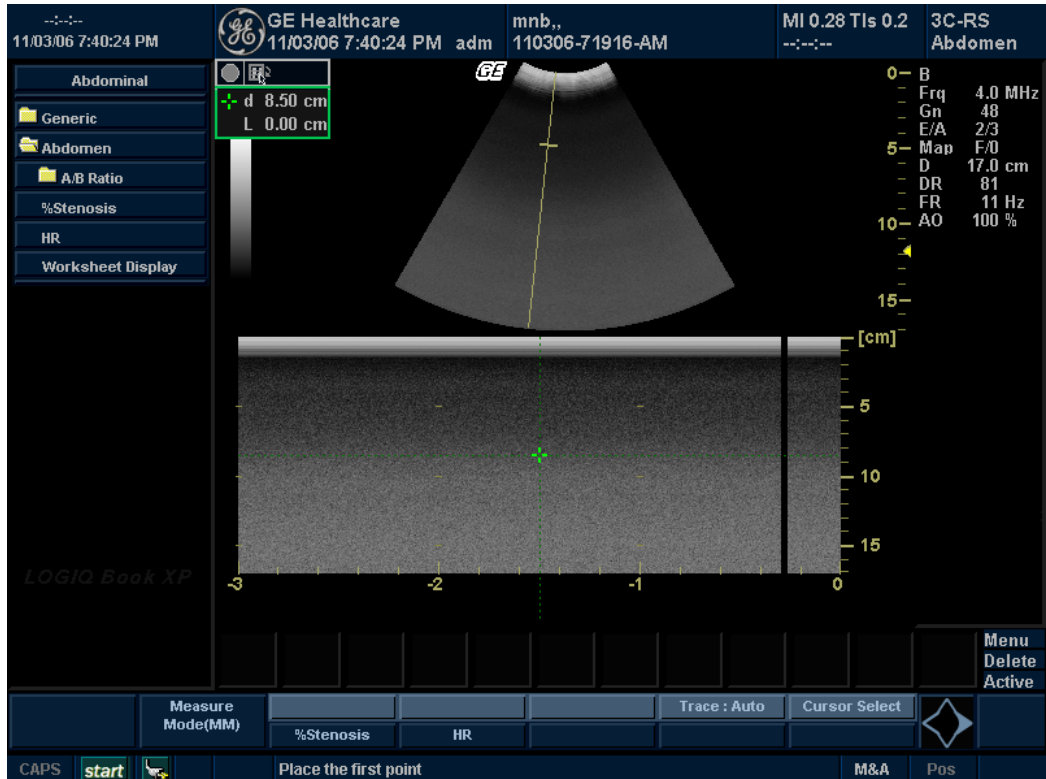 --:--:--
11/03/06 7:40:24 PM
GE
GE Healthcare
11/03/06 7:40:24 PM adm
mnb,,
110306-71916-AM
MI 0.28 TIs 0.2
--:--:--
3C-RS
Abdomen
Abdominal
Generic
Abdomen
A/B Ratio
%Stenosis
HR
Worksheet Display
LOGIQ Book XP
d 8.50 cm
L 0.00 cm
GE
0
5
10
15
B
Frq 4.0 MHz
Gn 48
E/A 2/3
Map F/0
D 17.0 cm
DR 81
FR 11 Hz
AO 100 %
[cm]
5
10
15
-3 -2 -1 0
Menu
Delete
Active
Measure
Mode(MM)
Trace : Auto
Cursor Select
%Stenosis
HR
CAPS
start
Place the first point
M&A
Pos